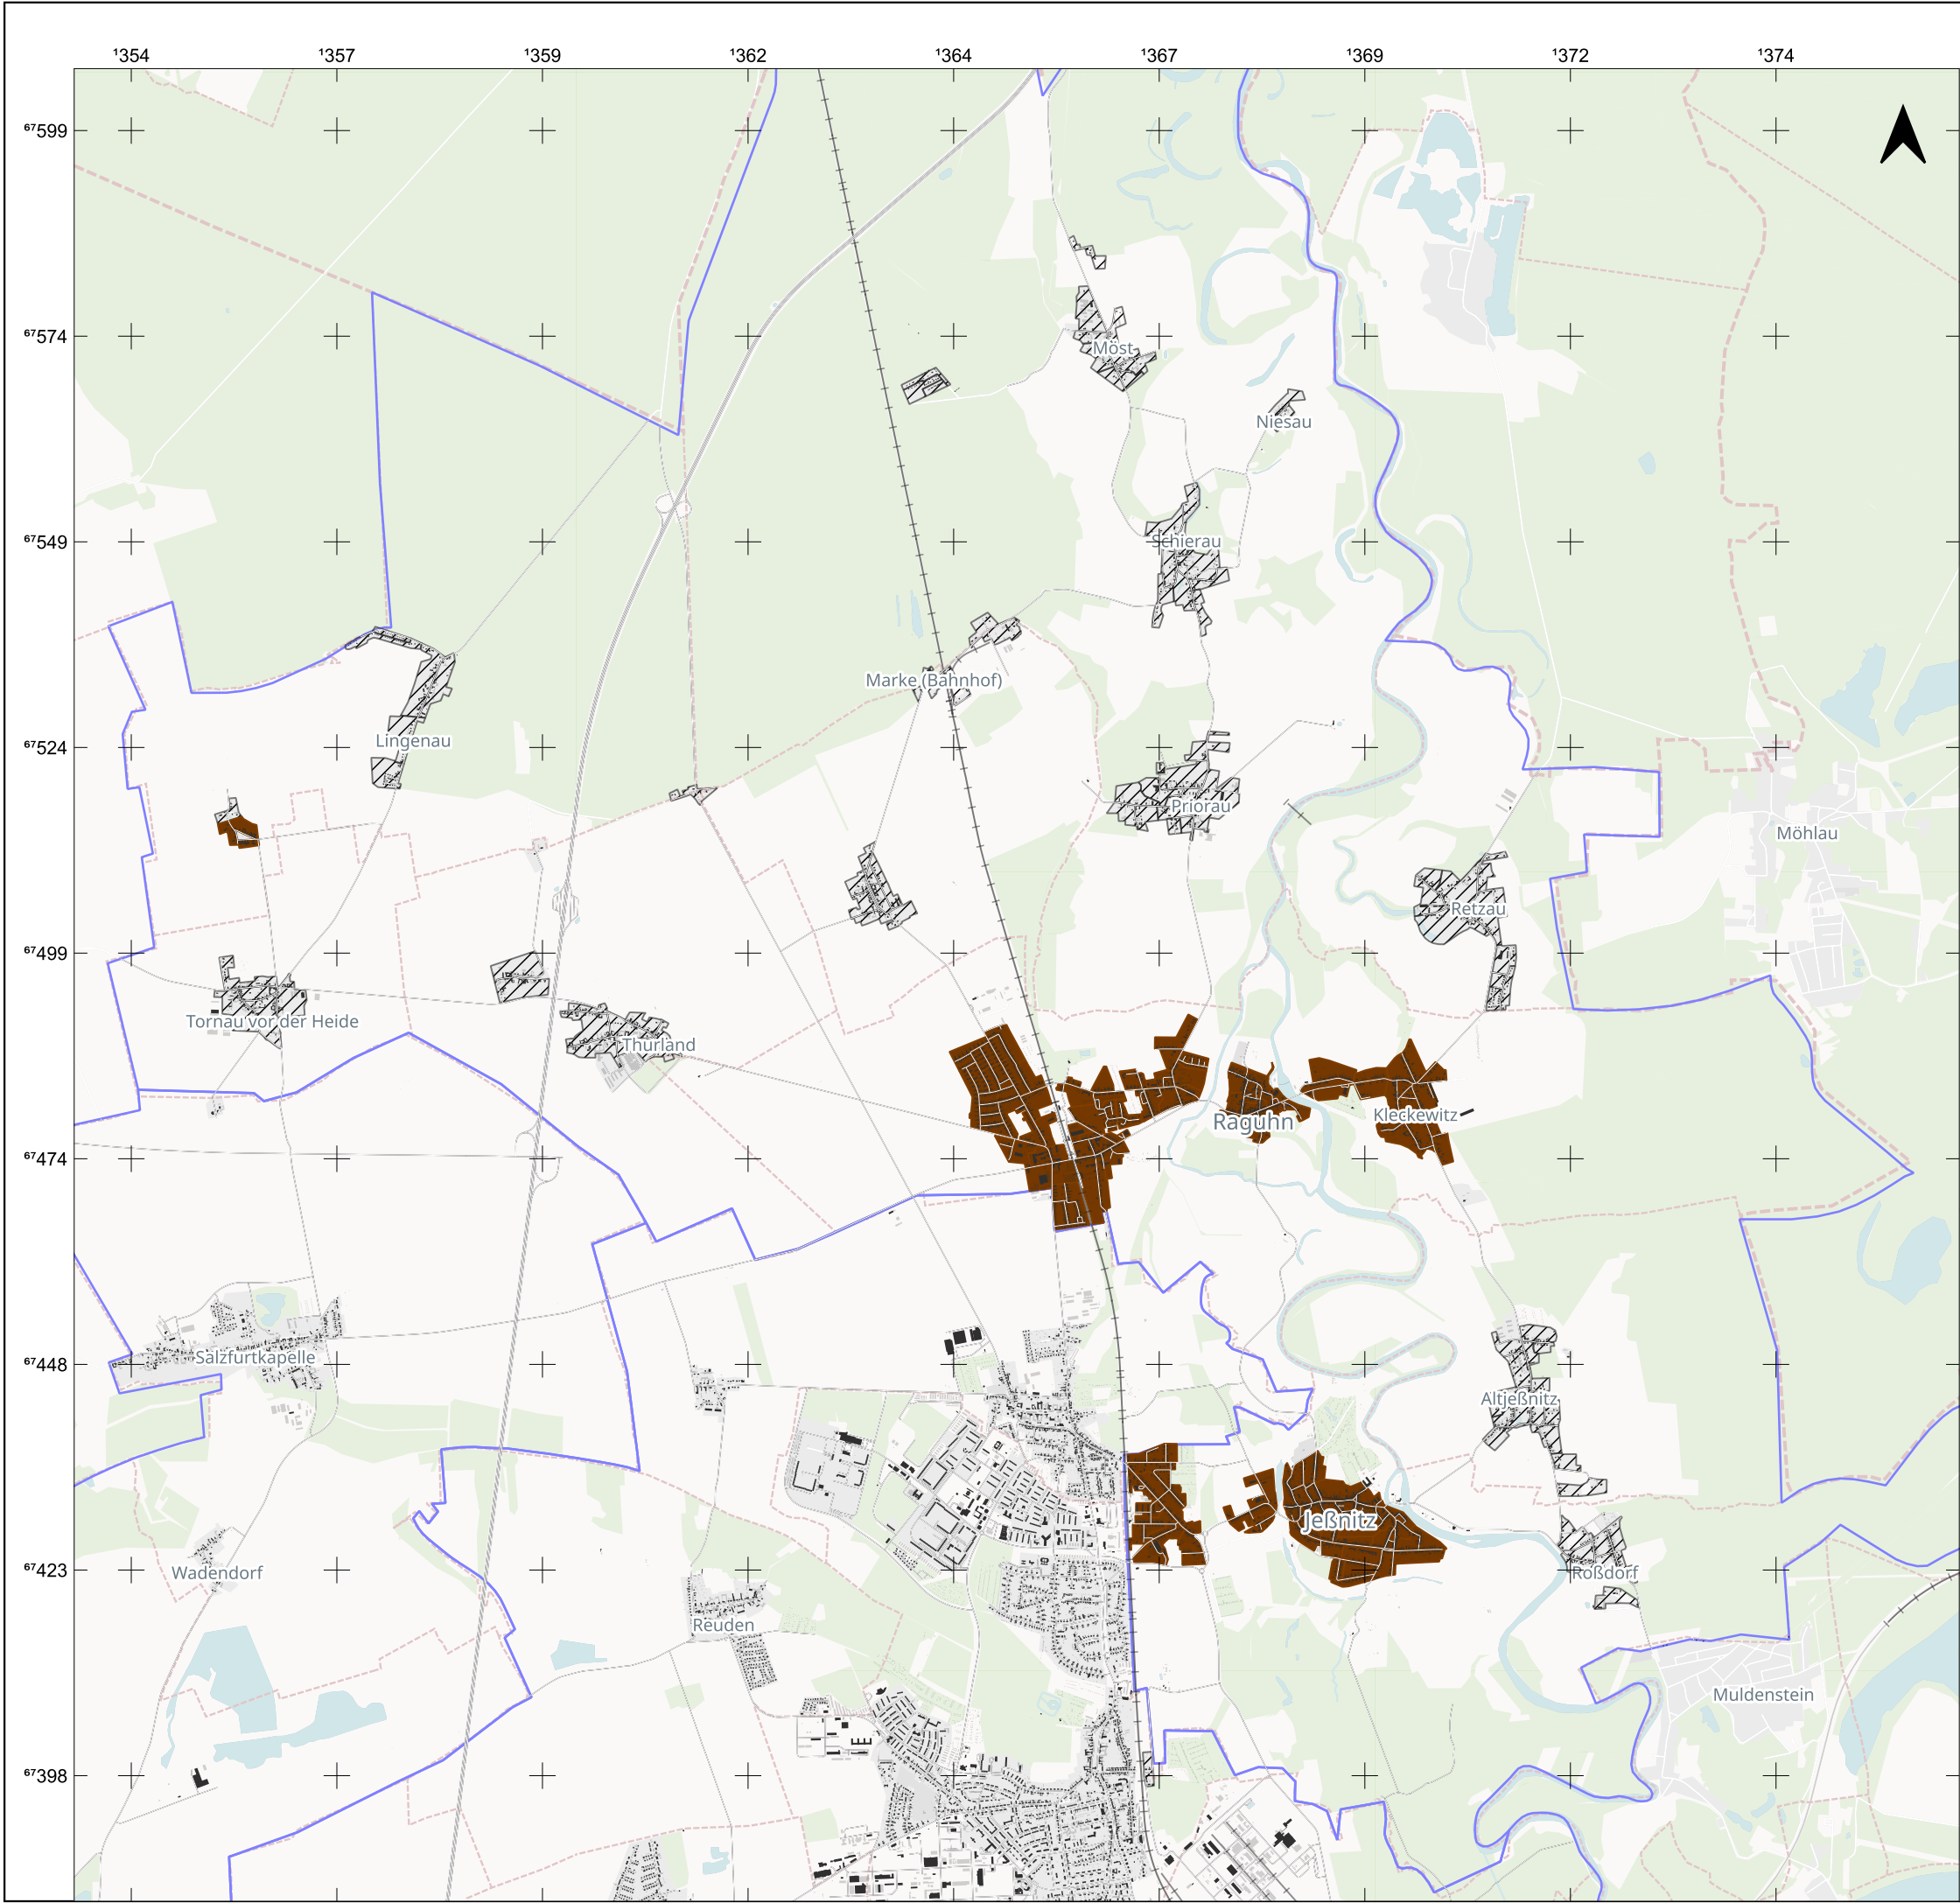 ¹354 ¹357 ¹359 ¹362 ¹364 ¹367 ¹369 ¹372 ¹374
⁶⁷599
⁶⁷574
Möst
Niesau
⁶⁷549
Schierau
Marke (Bahnhof)
Lingenau
⁶⁷524
Priorau
Möhlau
Retzau
⁶⁷499
Tornau vor der Heide
Thurland
Kleckewitz
Raguhn
⁶⁷474
Salzfurtkapelle
⁶⁷448
Altjeßnitz
Jeßnitz
⁶⁷423
Wadendorf
Roßdorf
Reuden
Muldenstein
⁶⁷398